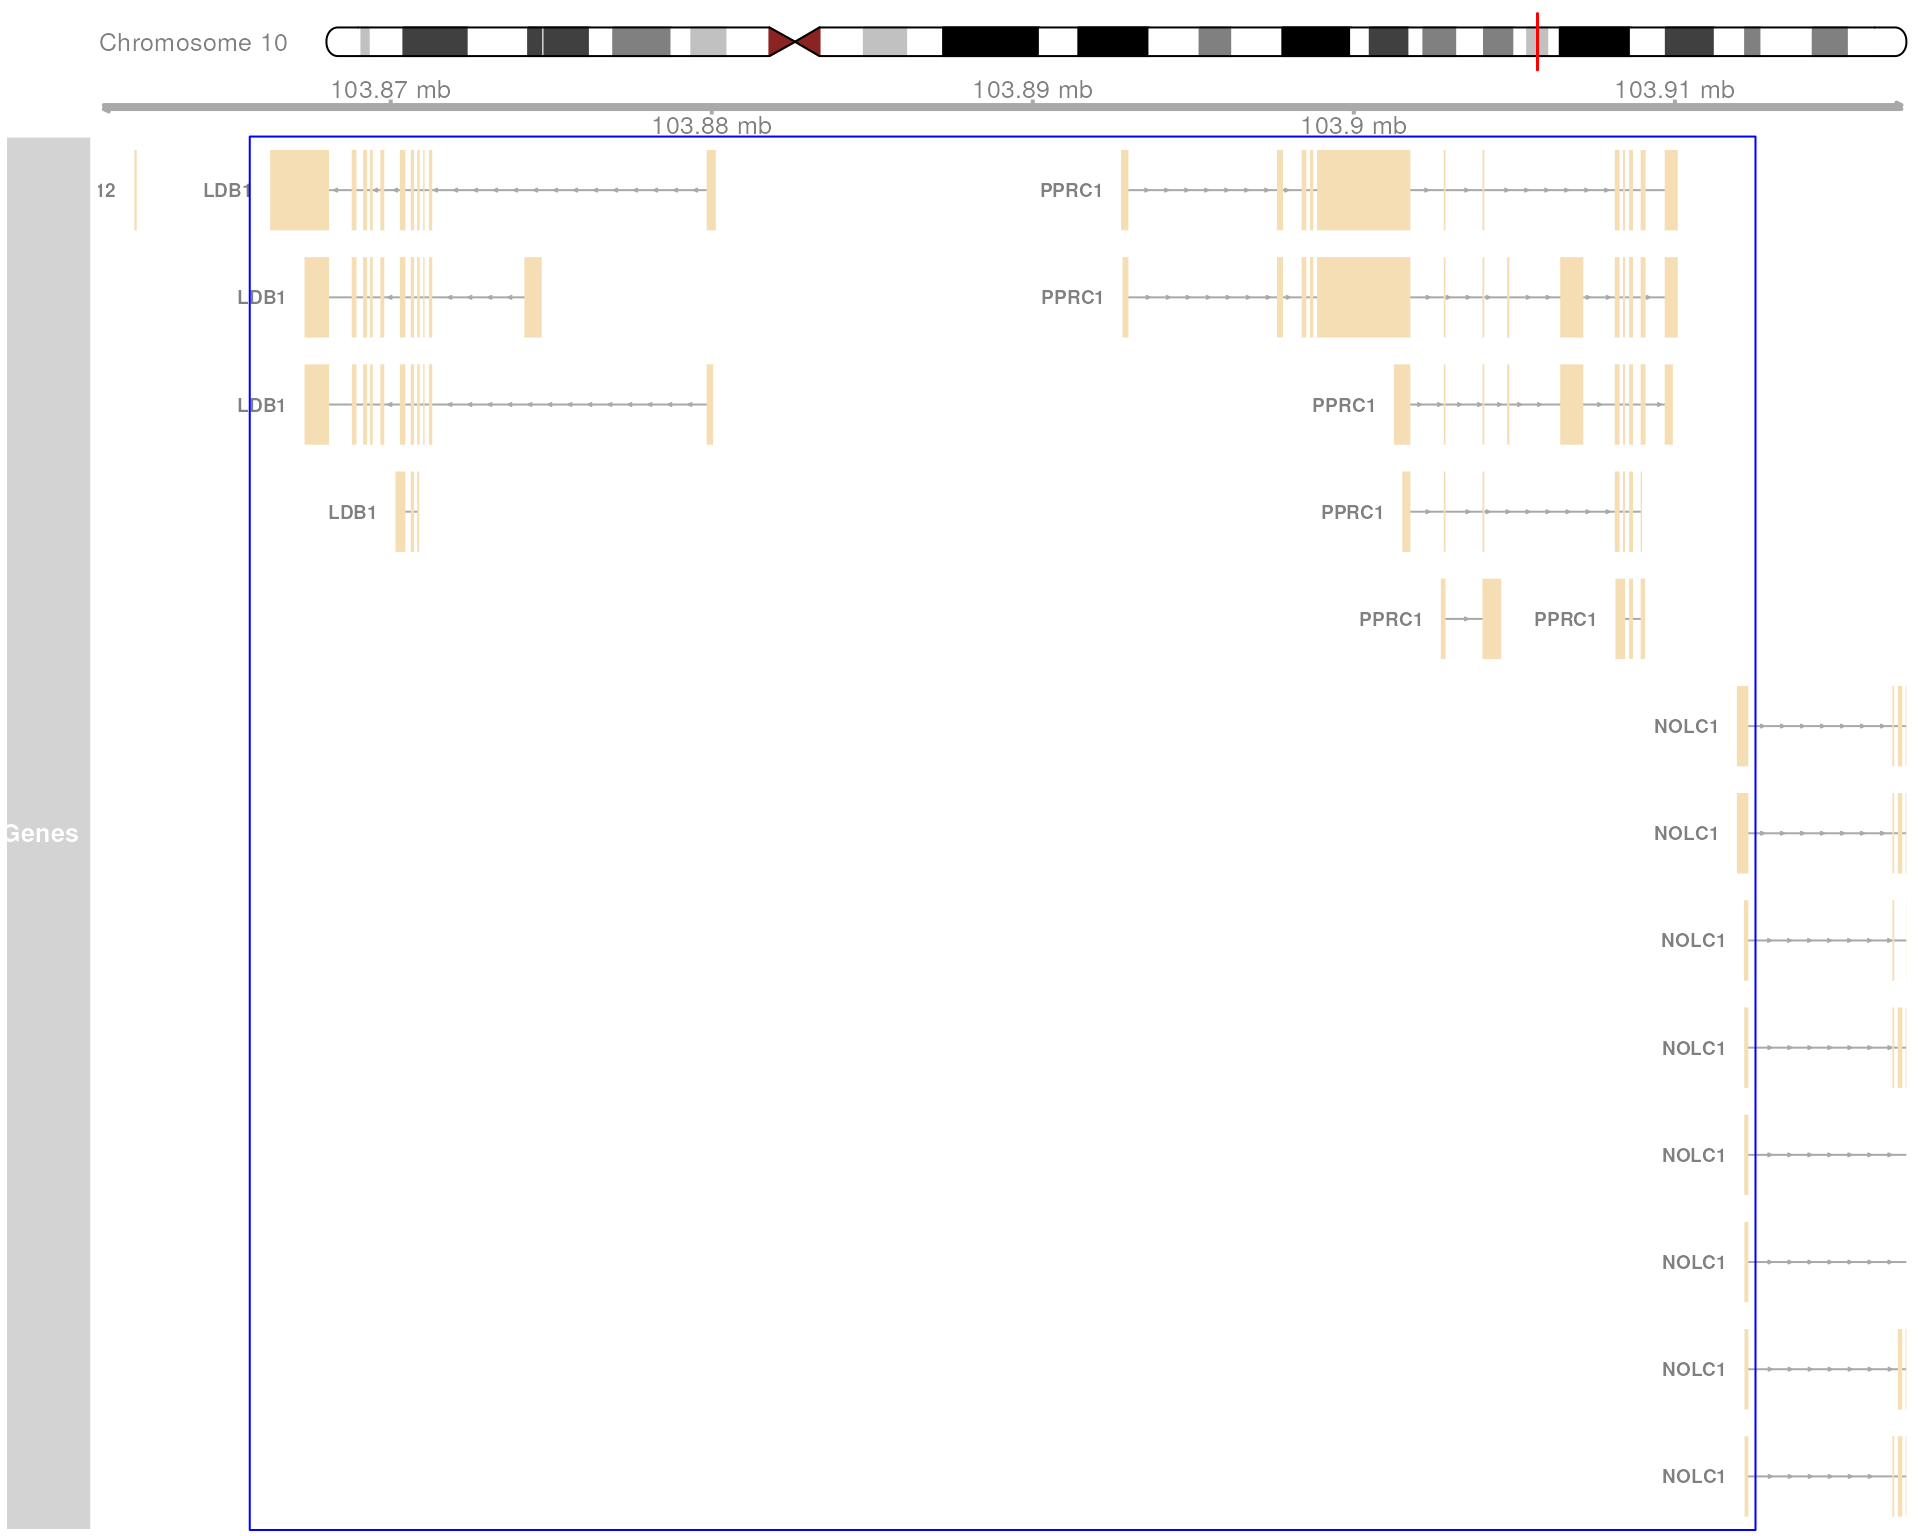 Chromosome 10
103.87 mb 103.89 mb 103.91 mb
103.88 mb 103.9 mb
12 LDB1 PPRC1
LDB1 PPRC1
LDB1 PPRC1
LDB1 PPRC1
PPRC1 PPRC1
NOLC1
Genes NOLC1
NOLC1
NOLC1
NOLC1
NOLC1
NOLC1
NOLC1